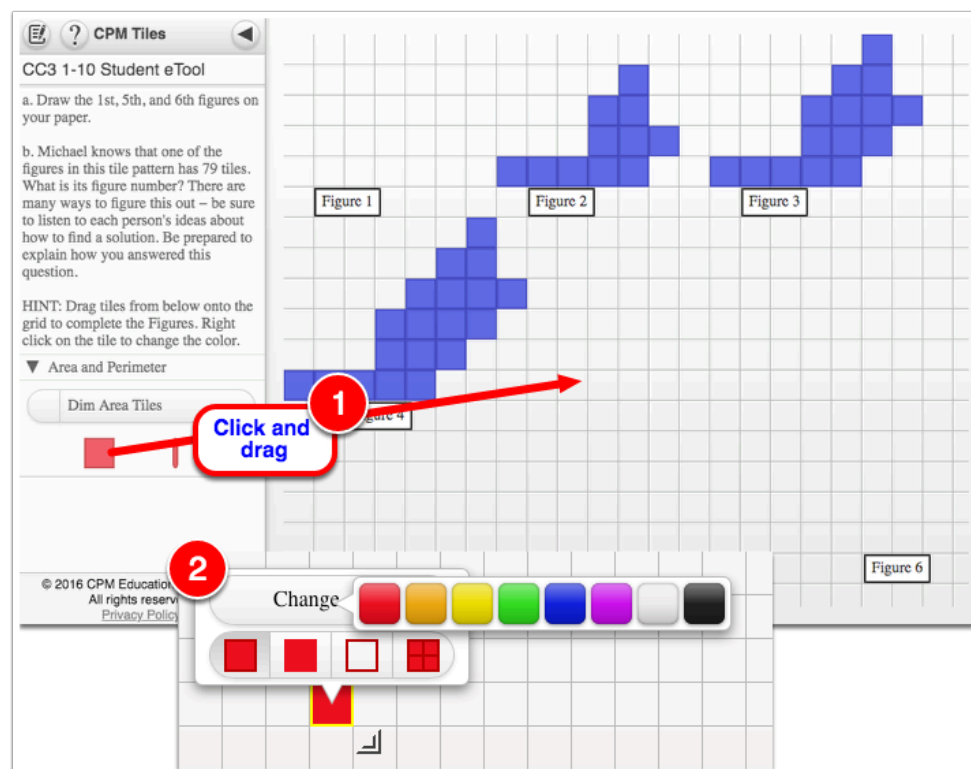 CPM Tiles
CC3 1-10 Student eTool
a. Draw the 1st, 5th, and 6th figures on
your paper.
b. Michael knows that one of the
figures in this tile pattern has 79 tiles.
What is its figure number? There are
many ways to figure this out – be sure
to listen to each person's ideas about
how to find a solution. Be prepared to
explain how you answered this
question.
HINT: Drag tiles from below onto the
grid to complete the Figures. Right
click on the tile to change the color.
Area and Perimeter
Dim Area Tiles
Figure 1
Figure 2
Figure 3
1
4
Click and
drag
Figure 6
2
© 2016 CPM
All rights
Privacy Policy
Change